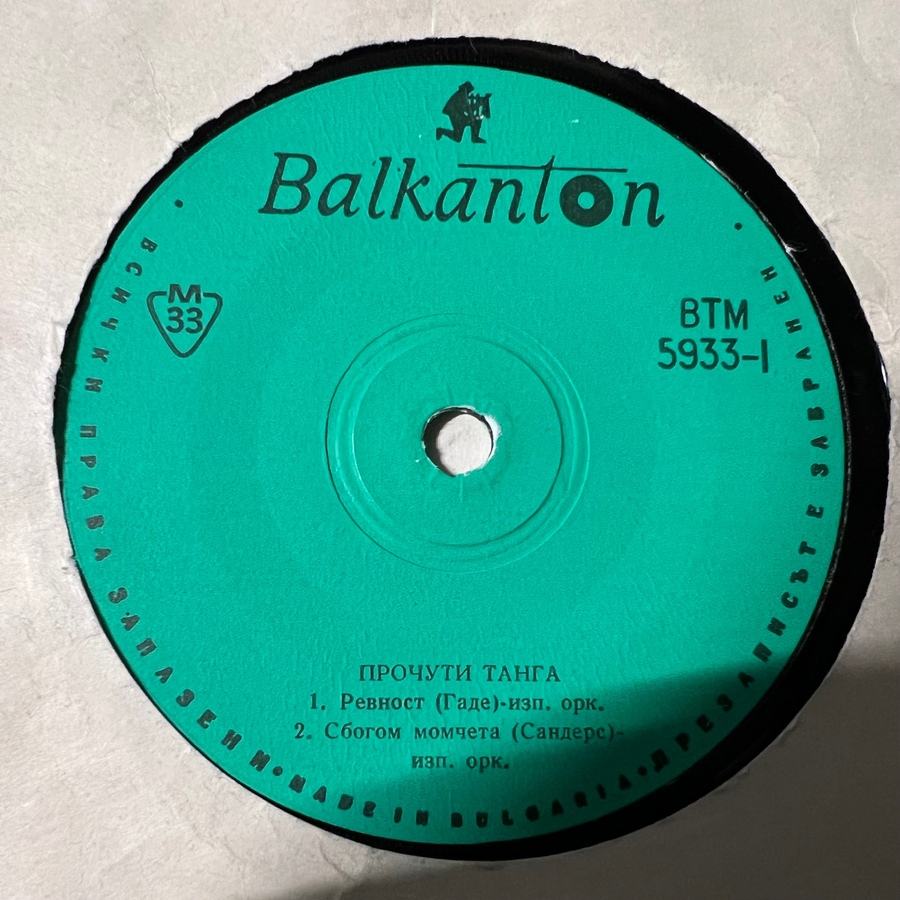 Balkanton
M
33
ВТМ
5933-I
ПРОЧУТИ ТАНГА
1. Ревност (Гаде)-изп. орк.
2. Сбогом момчета (Сандерс)-
изп. орк.
• ВСИЧКИ ПРАВА ЗАПАЗЕНИ • MADE IN BULGARIA • ПРЕЗАПИСЪТ Е ЗАБРАНЕН •